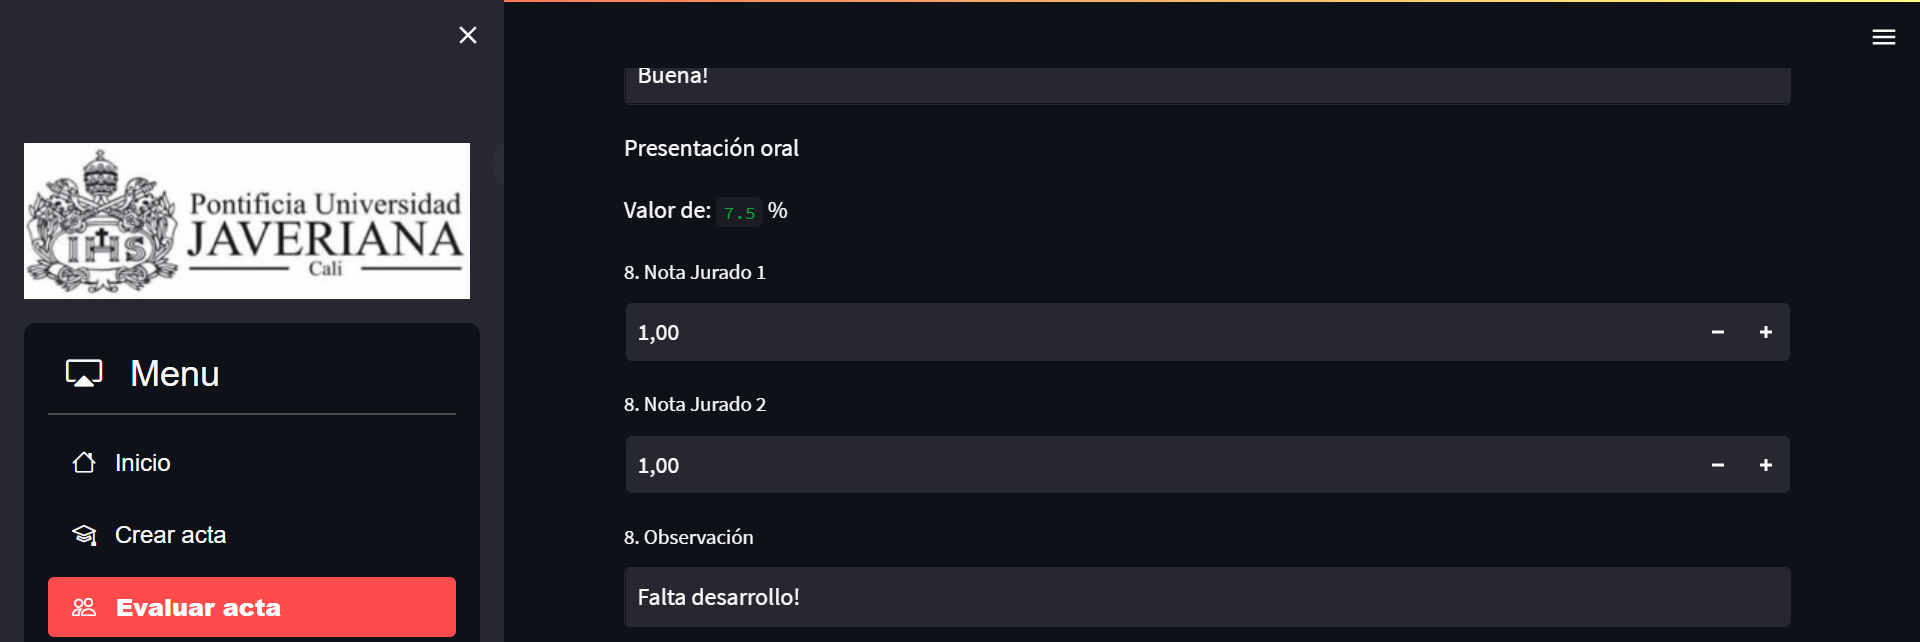 Pontificia Universidad
JAVERIANA
Cali
IHS
Menu
Inicio
Crear acta
Evaluar acta
Buena!
Presentación oral
Valor de: 7.5 %
8. Nota Jurado 1
1,00
8. Nota Jurado 2
1,00
8. Observación
Falta desarrollo!